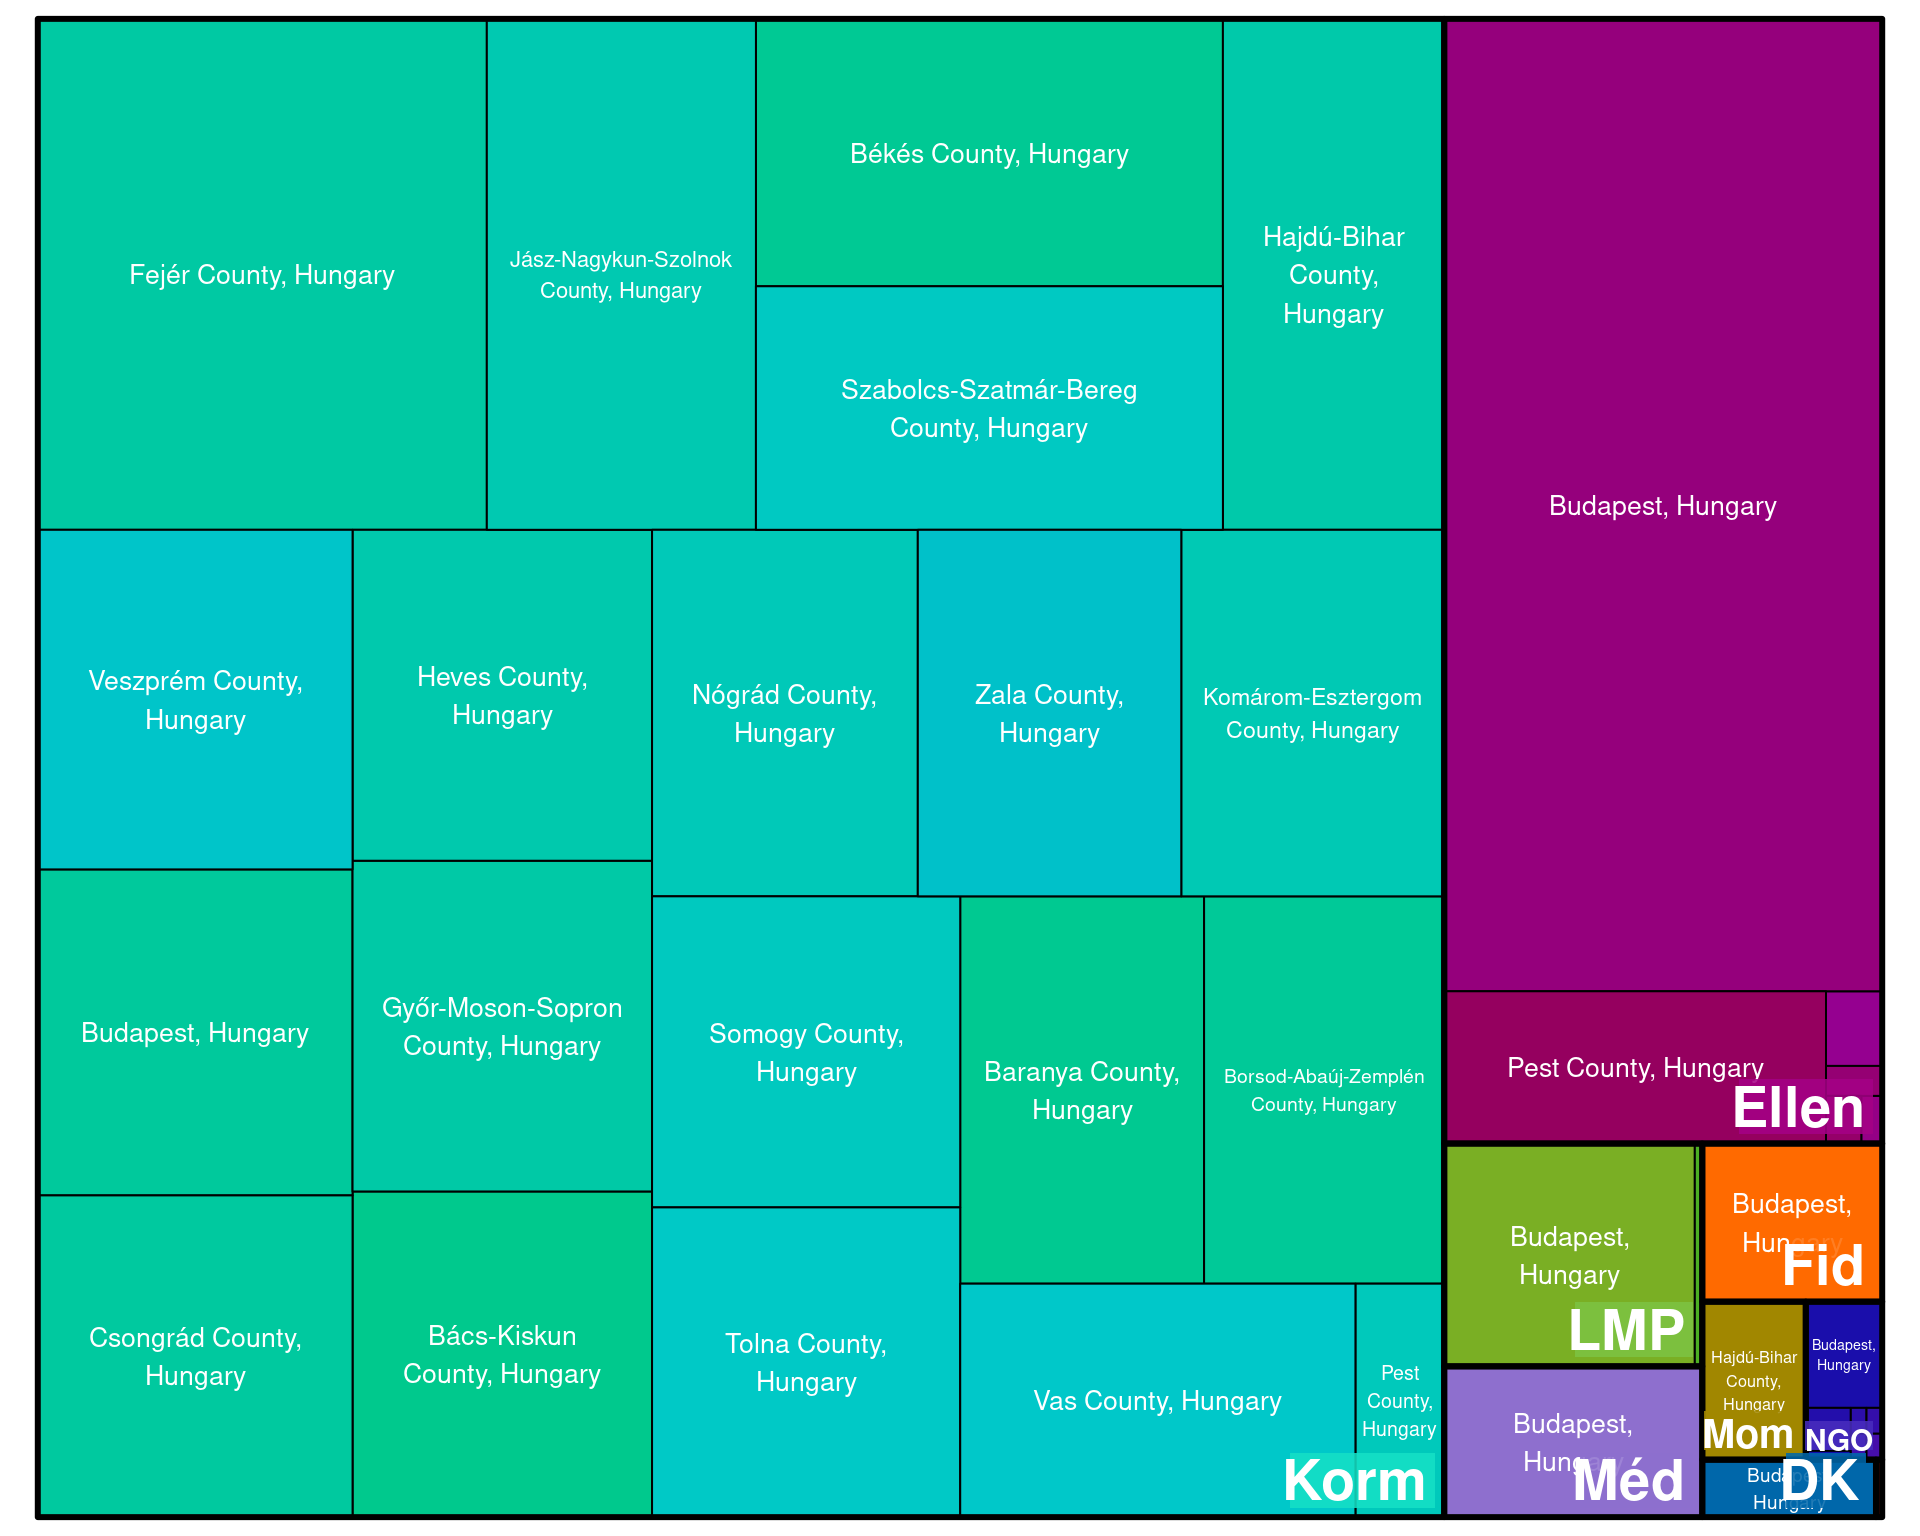 Fejér County, Hungary
Jász-Nagykun-Szolnok
County, Hungary
Békés County, Hungary
Szabolcs-Szatmár-Bereg
County, Hungary
Hajdú-Bihar
County,
Hungary
Veszprém County,
Hungary
Heves County,
Hungary
Nógrád County,
Hungary
Zala County,
Hungary
Komárom-Esztergom
County, Hungary
Budapest, Hungary
Győr-Moson-Sopron
County, Hungary
Somogy County,
Hungary
Baranya County,
Hungary
Borsod-Abaúj-Zemplén
County, Hungary
Csongrád County,
Hungary
Bács-Kiskun
County, Hungary
Tolna County,
Hungary
Vas County, Hungary
Pest
County,
Hungary
Korm
Budapest, Hungary
Pest County, Hungary
Ellen
Budapest,
Hungary
LMP
Budapest,
Hungary
Fid
Budapest,
Hungary
Méd
Hajdú-Bihar
County,
Hungary
Mom
Budapest,
Hungary
NGO
Budapest,
Hungary
DK